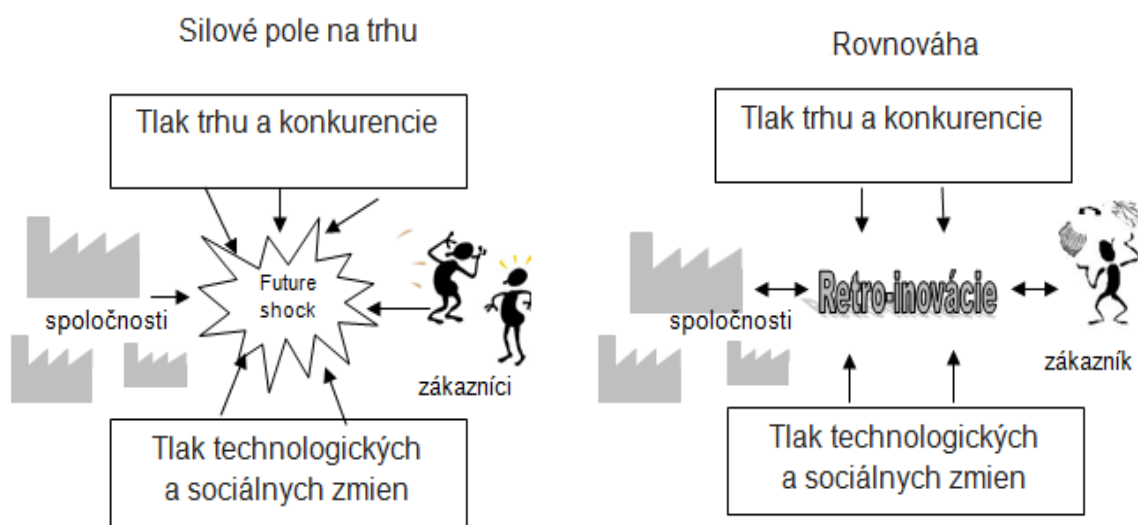 Silové pole na trhu
Tlak trhu a konkurencie
Future
shock
spoločnosti
zákazníci
Tlak technologických
a sociálnych zmien
Rovnováha
Tlak trhu a konkurencie
Retro-inovácie
spoločnosti
zákazník
Tlak technologických
a sociálnych zmien